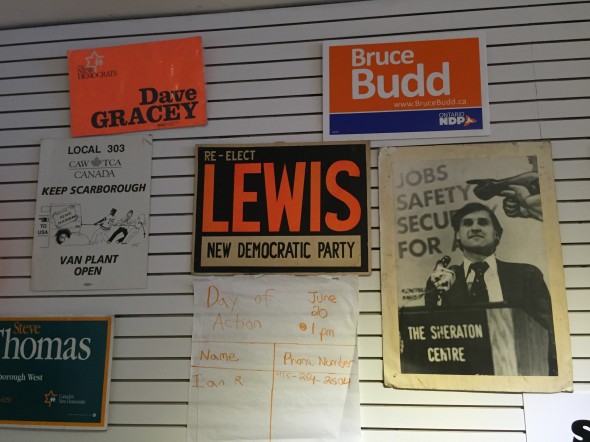 NEW DEMOCRATS
Dave
GRACEY
Bruce
Budd
www.BruceBudd.ca
ONTARIO
NDP
LOCAL 303
CAW TCA
CANADA
KEEP SCARBOROUGH
TO
USA
VAN PLANT
OPEN
RE-ELECT
LEWIS
NEW DEMOCRATIC PARTY
JOBS
SAFETY
SECU
FOR A
THE SHERATON
CENTRE
Day of June
Action 20
1 pm
Name Phone Number
Ian R
Steve
Thomas
borough West